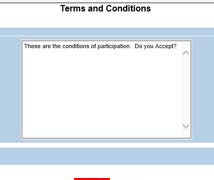 Terms and Conditions
These are the conditions of participation. Do you Accept?